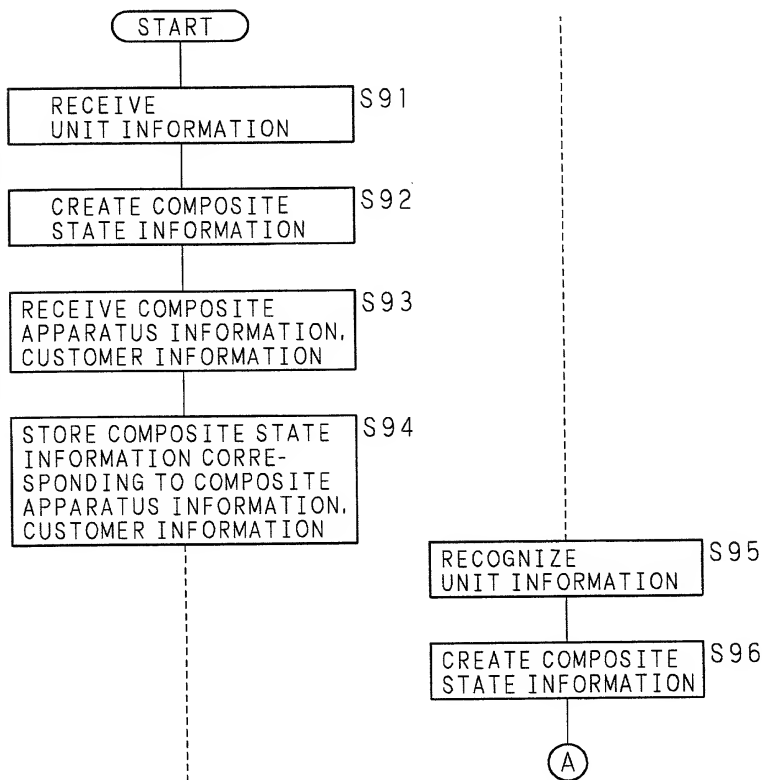 START
S91
RECEIVE
UNIT INFORMATION
S92
CREATE COMPOSITE
STATE INFORMATION
S93
RECEIVE COMPOSITE
APPARATUS INFORMATION,
CUSTOMER INFORMATION
S94
STORE COMPOSITE STATE
INFORMATION CORRE-
SPONDING TO COMPOSITE
APPARATUS INFORMATION,
CUSTOMER INFORMATION
S95
RECOGNIZE
UNIT INFORMATION
S96
CREATE COMPOSITE
STATE INFORMATION
A